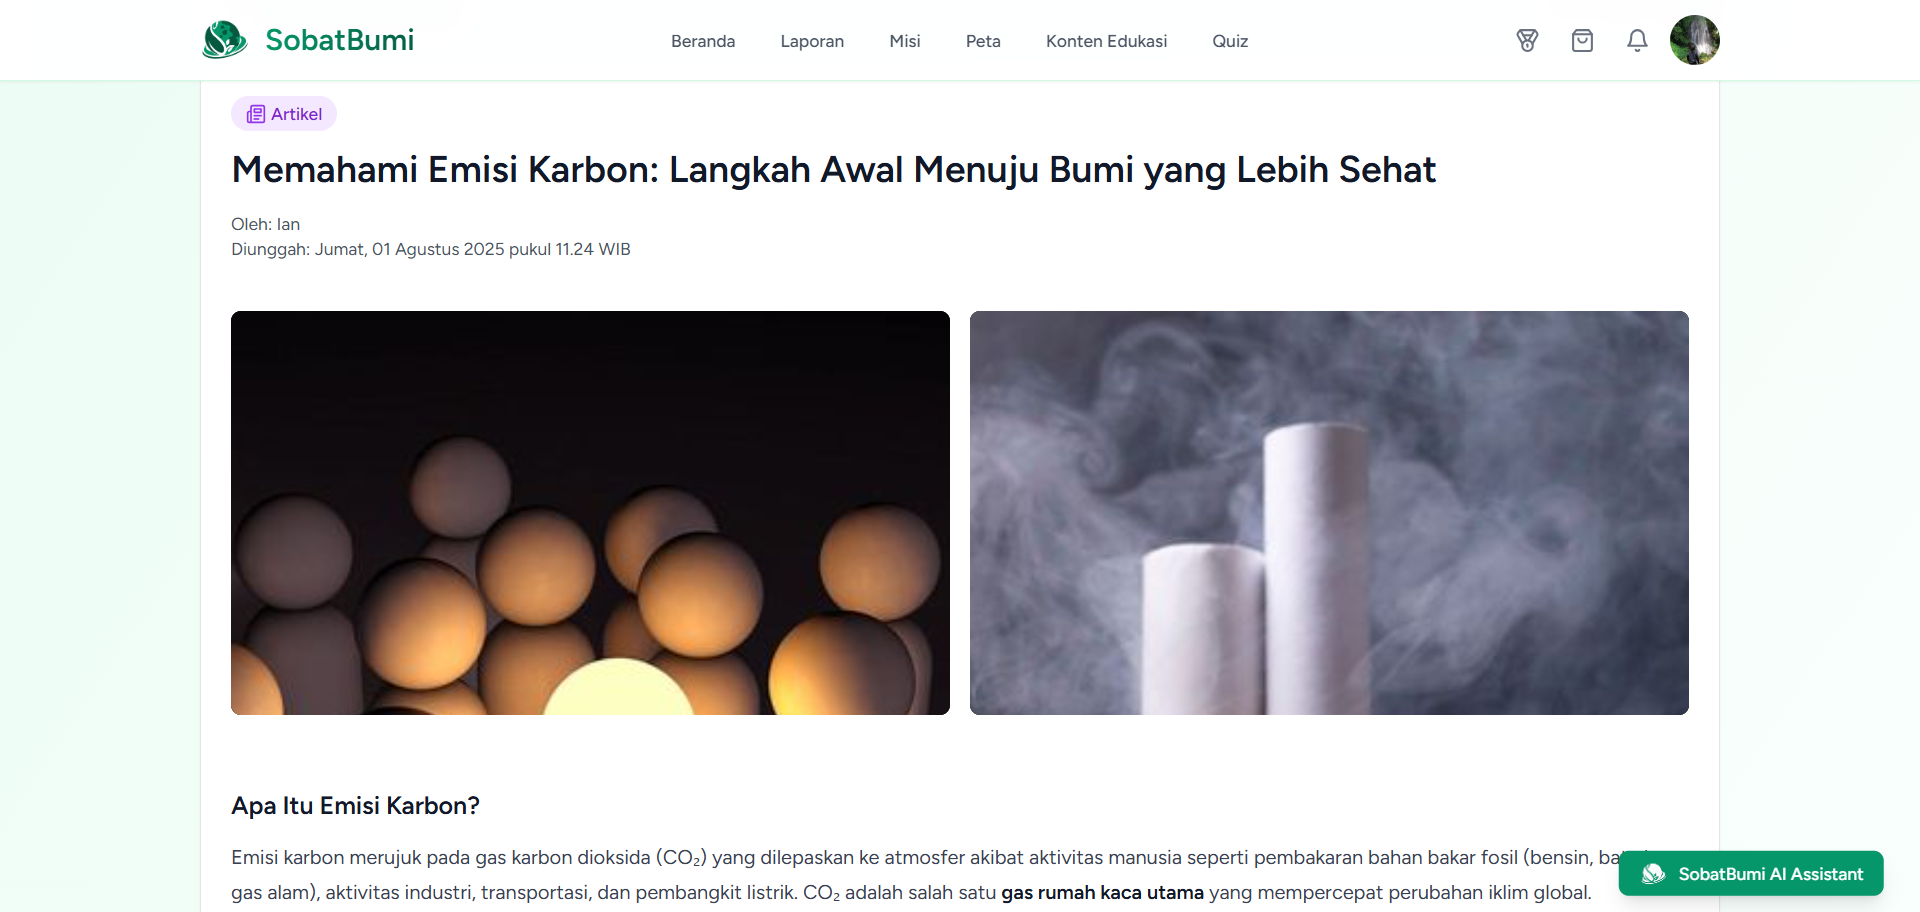 SobatBumi
Beranda
Laporan
Misi
Peta
Konten Edukasi
Quiz
Artikel
Memahami Emisi Karbon: Langkah Awal Menuju Bumi yang Lebih Sehat
Oleh: Ian
Diunggah: Jumat, 01 Agustus 2025 pukul 11.24 WIB
Apa Itu Emisi Karbon?
Emisi karbon merujuk pada gas karbon dioksida (CO₂) yang dilepaskan ke atmosfer akibat aktivitas manusia seperti pembakaran bahan bakar fosil (bensin,
gas alam), aktivitas industri, transportasi, dan pembangkit listrik. CO₂ adalah salah satu gas rumah kaca utama yang mempercepat perubahan iklim global.
SobatBumi AI Assistant